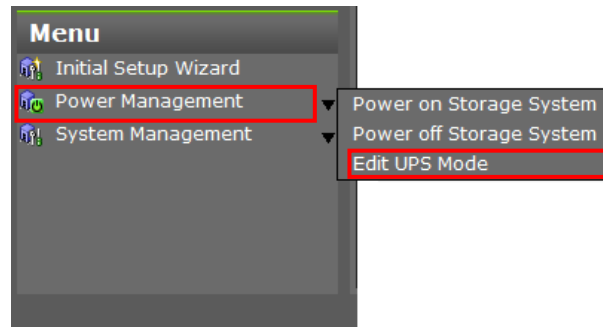 Menu
Initial Setup Wizard
Power Management
System Management
Power on Storage System
Power off Storage System
Edit UPS Mode